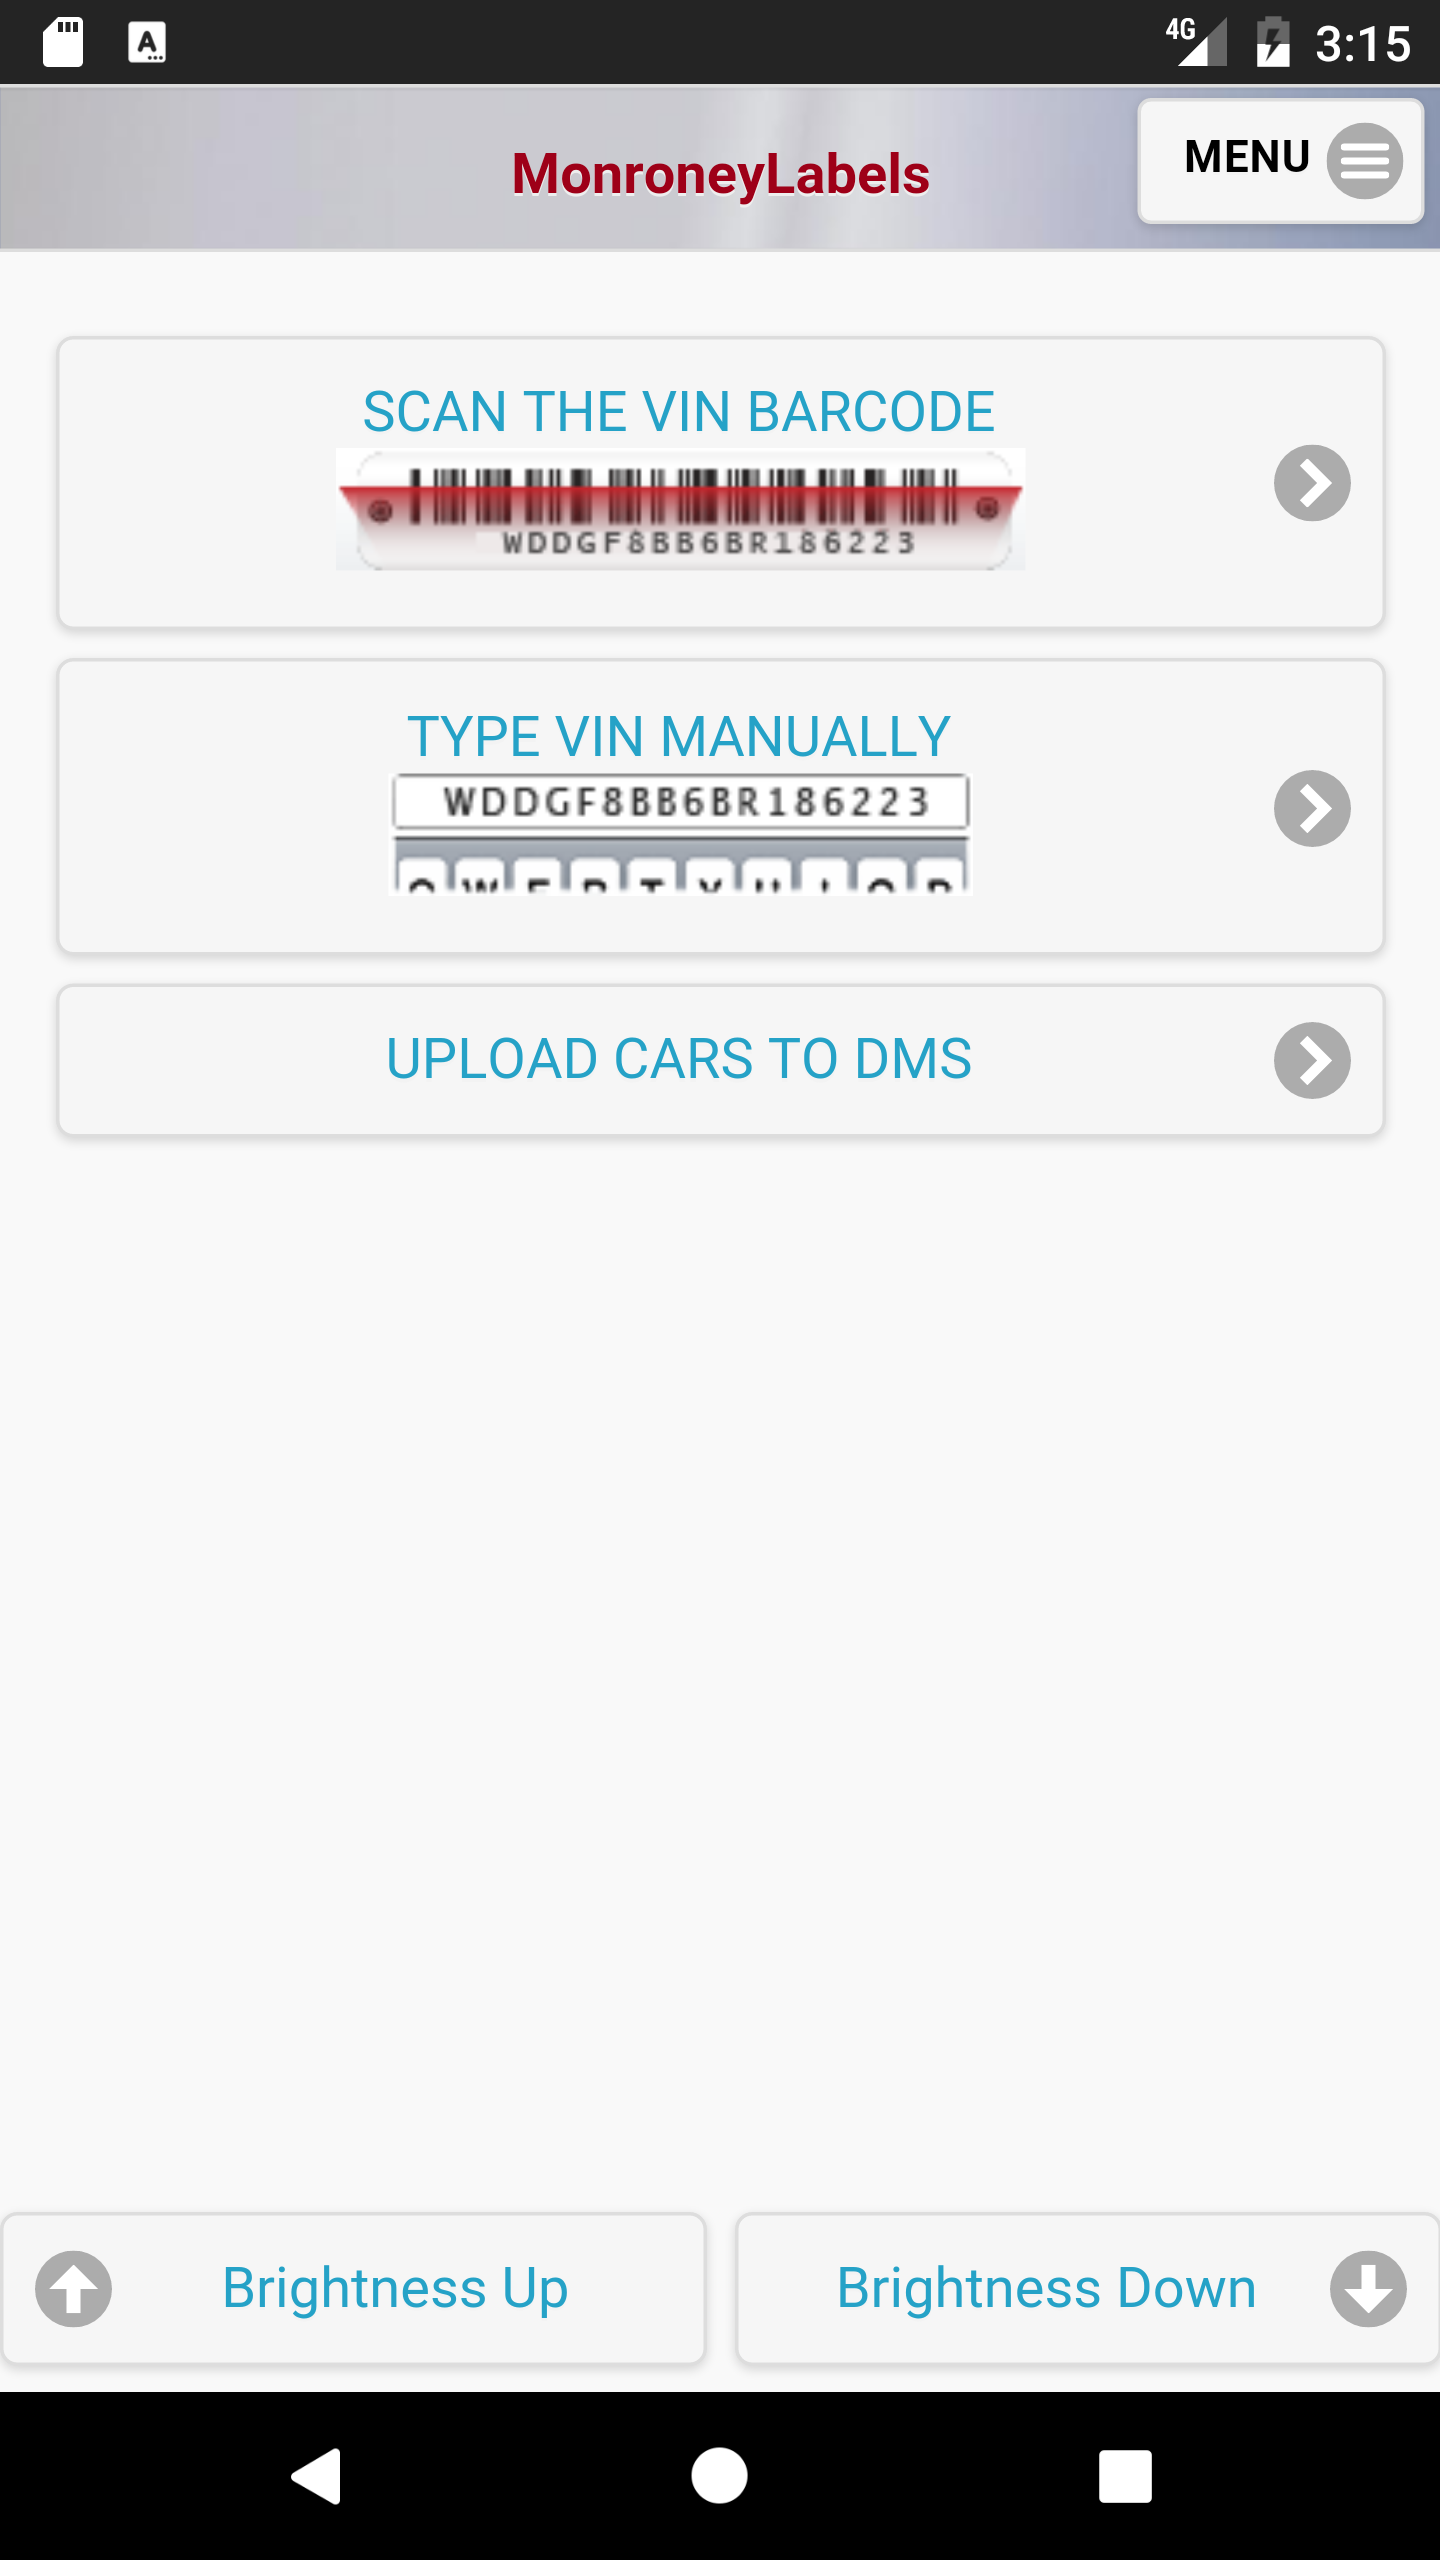 4G 3:15
MonroneyLabels
MENU
SCAN THE VIN BARCODE
WDDGF8BB6BR186223
TYPE VIN MANUALLY
WDDGF8BB6BR186223
Q W E R T Y U I O P
UPLOAD CARS TO DMS
Brightness Up
Brightness Down